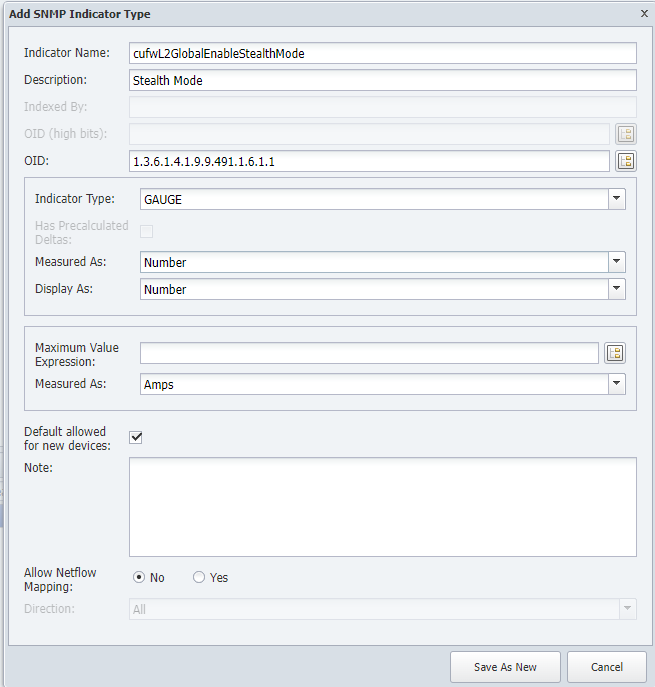 Add SNMP Indicator Type x
Indicator Name: cufwL2GlobalEnableStealthMode
Description: Stealth Mode
Indexed By:
OID (high bits):
OID: 1.3.6.1.4.1.9.9.491.1.6.1.1
Indicator Type: GAUGE
Has Precalculated
Deltas:
Measured As: Number
Display As: Number
Maximum Value
Expression:
Measured As: Amps
Default allowed
for new devices:
Note:
Allow Netflow
Mapping: No Yes
Direction: All
Save As New Cancel